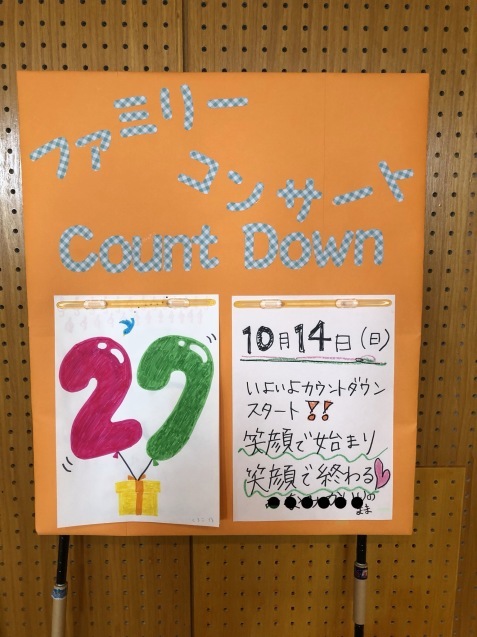 ファミリー
コンサート
Count Down
27
10月14日(日)
いよいよカウントダウン
スタート!!
笑顔で始まり
笑顔で終わる
まま